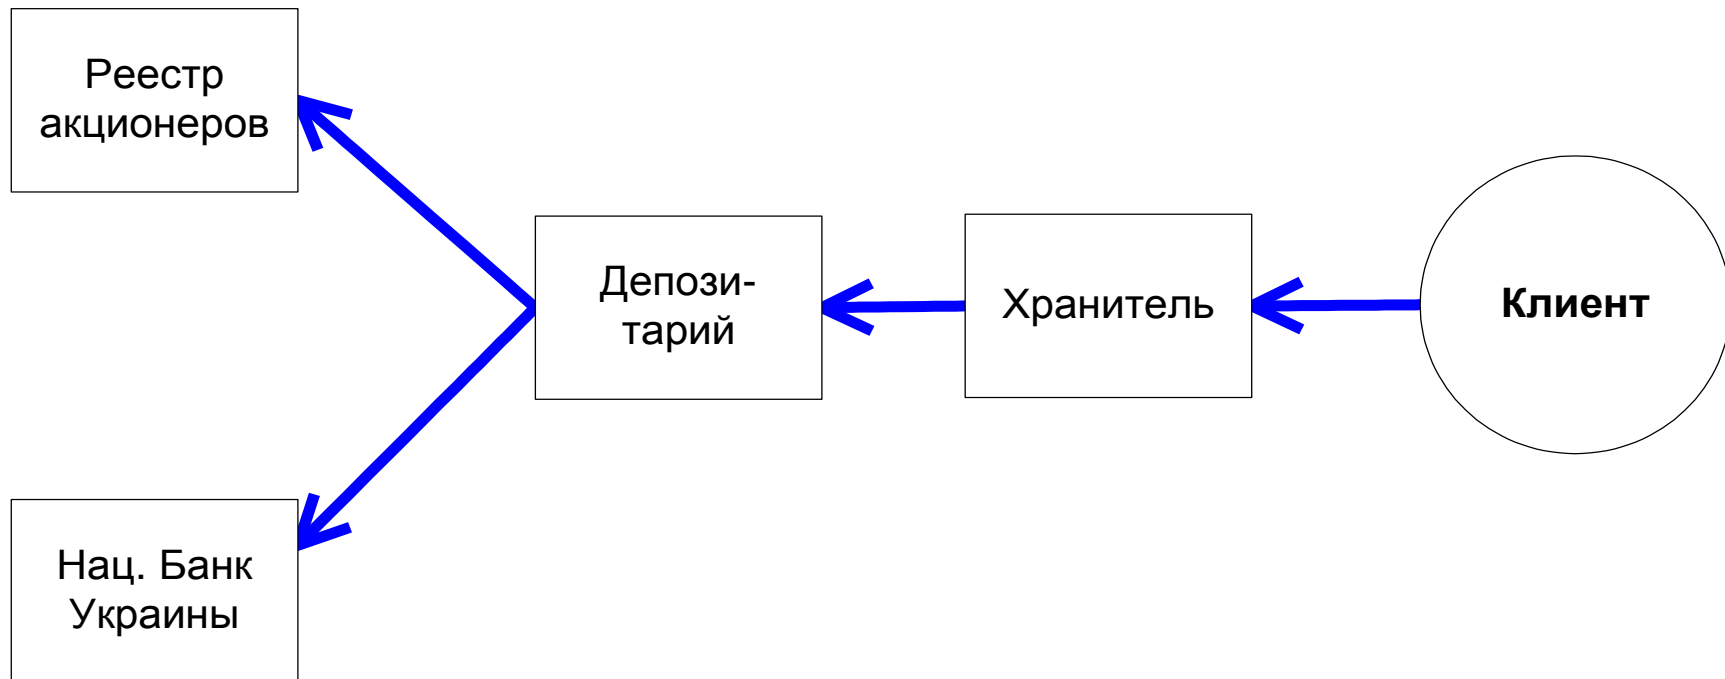 Реестр
акционеров
Депози-
тарий
Хранитель
Клиент
Нац. Банк
Украины